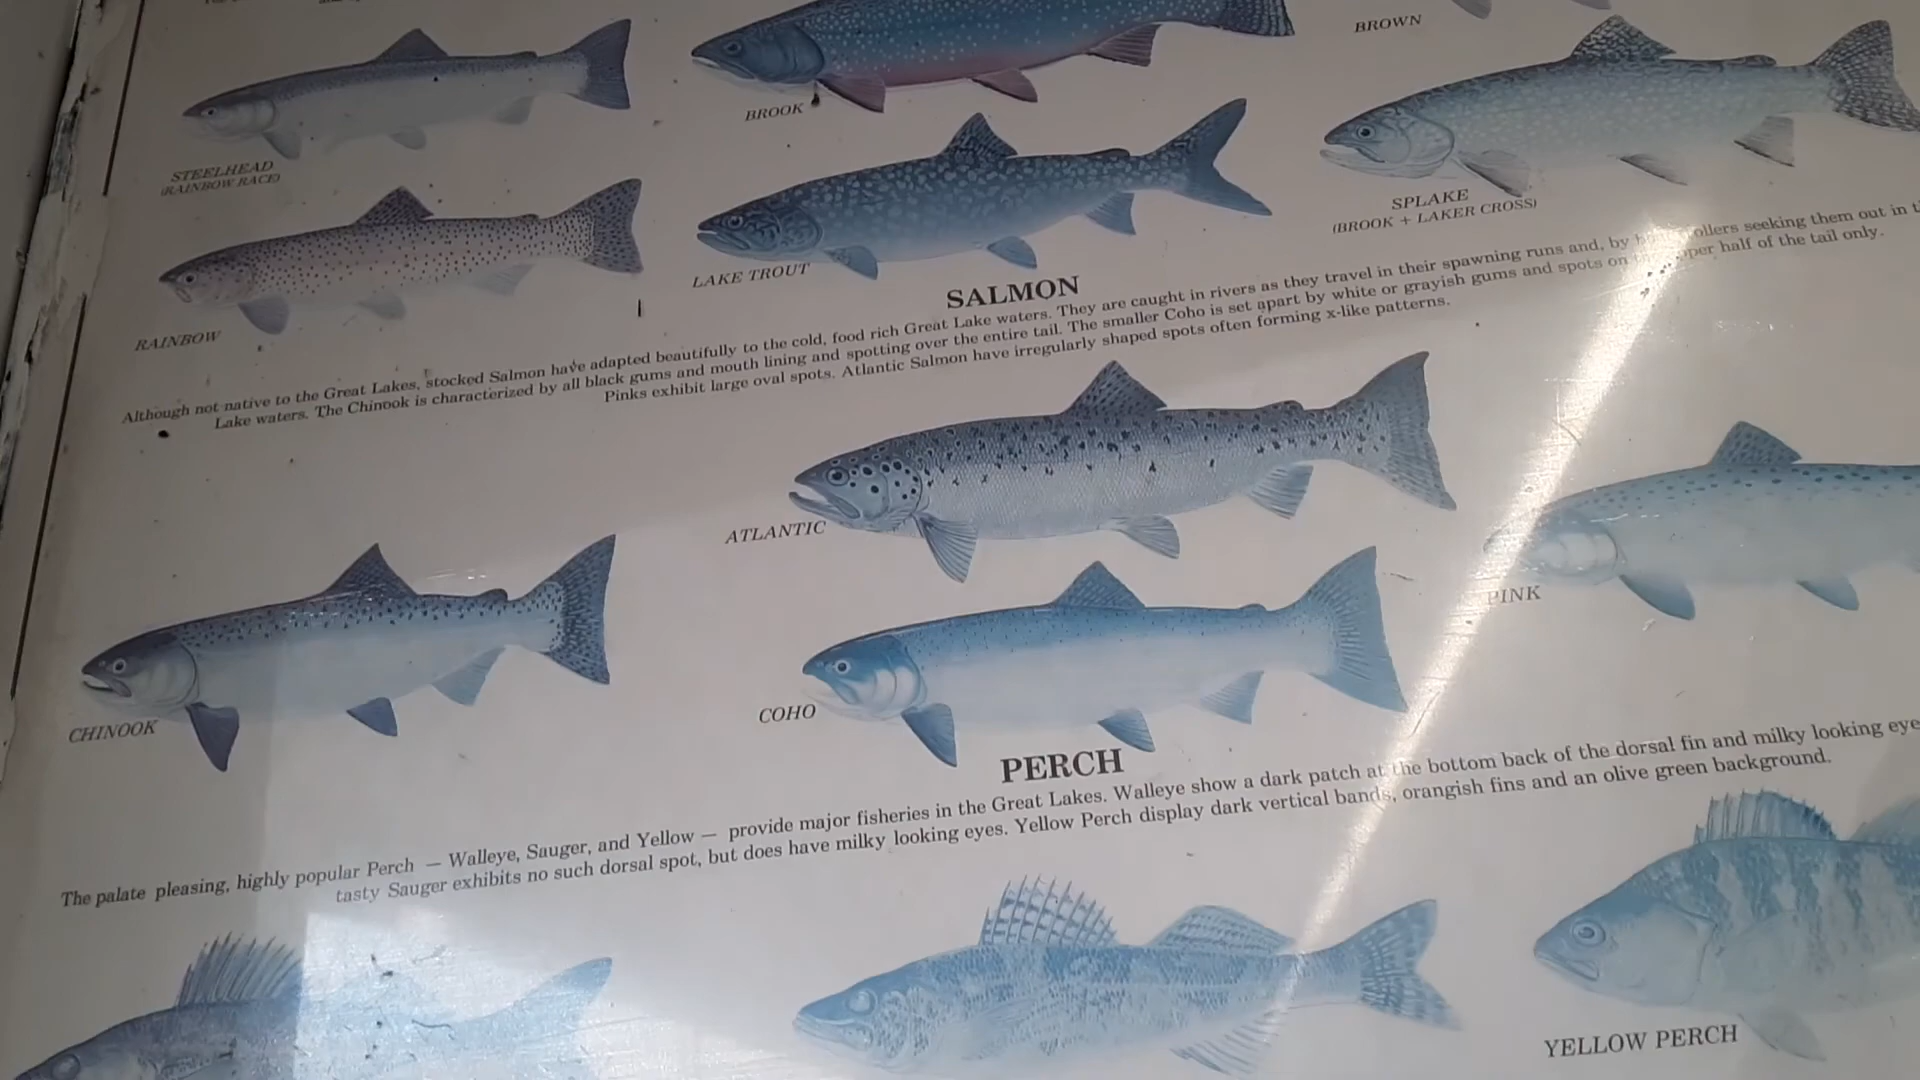 BROWN
BROOK
STEELHEAD
(RAINBOW RACE)
SPLAKE
(BROOK + LAKER CROSS)
LAKE TROUT
RAINBOW
SALMON
Although not native to the Great Lakes, stocked Salmon have adapted beautifully to the cold, food rich Great Lake waters. They are caught in rivers as they travel in their spawning runs and, by seeking them out in
Lake waters. The Chinook is characterized by all black gums and mouth lining and spotting over the entire tail. The smaller Coho is set apart by white or grayish gums and spots on half of the tail only.
Pinks exhibit large oval spots. Atlantic Salmon have irregularly shaped spots often forming x-like patterns.
ATLANTIC
PINK
CHINOOK
COHO
PERCH
The palate pleasing, highly popular Perch — Walleye, Sauger, and Yellow — provide major fisheries in the Great Lakes. Walleye show a dark patch at the bottom back of the dorsal fin and milky looking eye
tasty Sauger exhibits no such dorsal spot, but does have milky looking eyes. Yellow Perch display dark vertical bands, orangish fins and an olive green background.
YELLOW PERCH